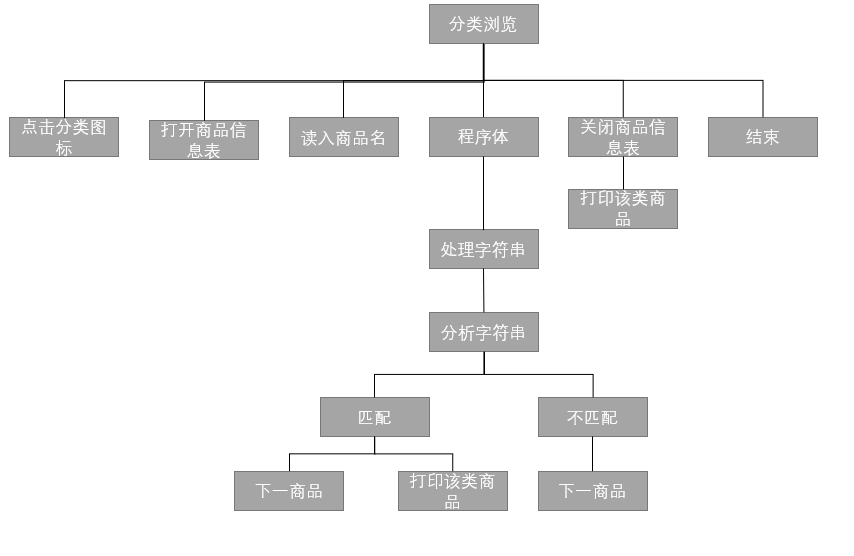 分类浏览
点击分类图
标
打开商品信
息表
读入商品名
程序体
关闭商品信
息表
结束
打印该类商
品
处理字符串
分析字符串
匹配
不匹配
下一商品
打印该类商
品
下一商品